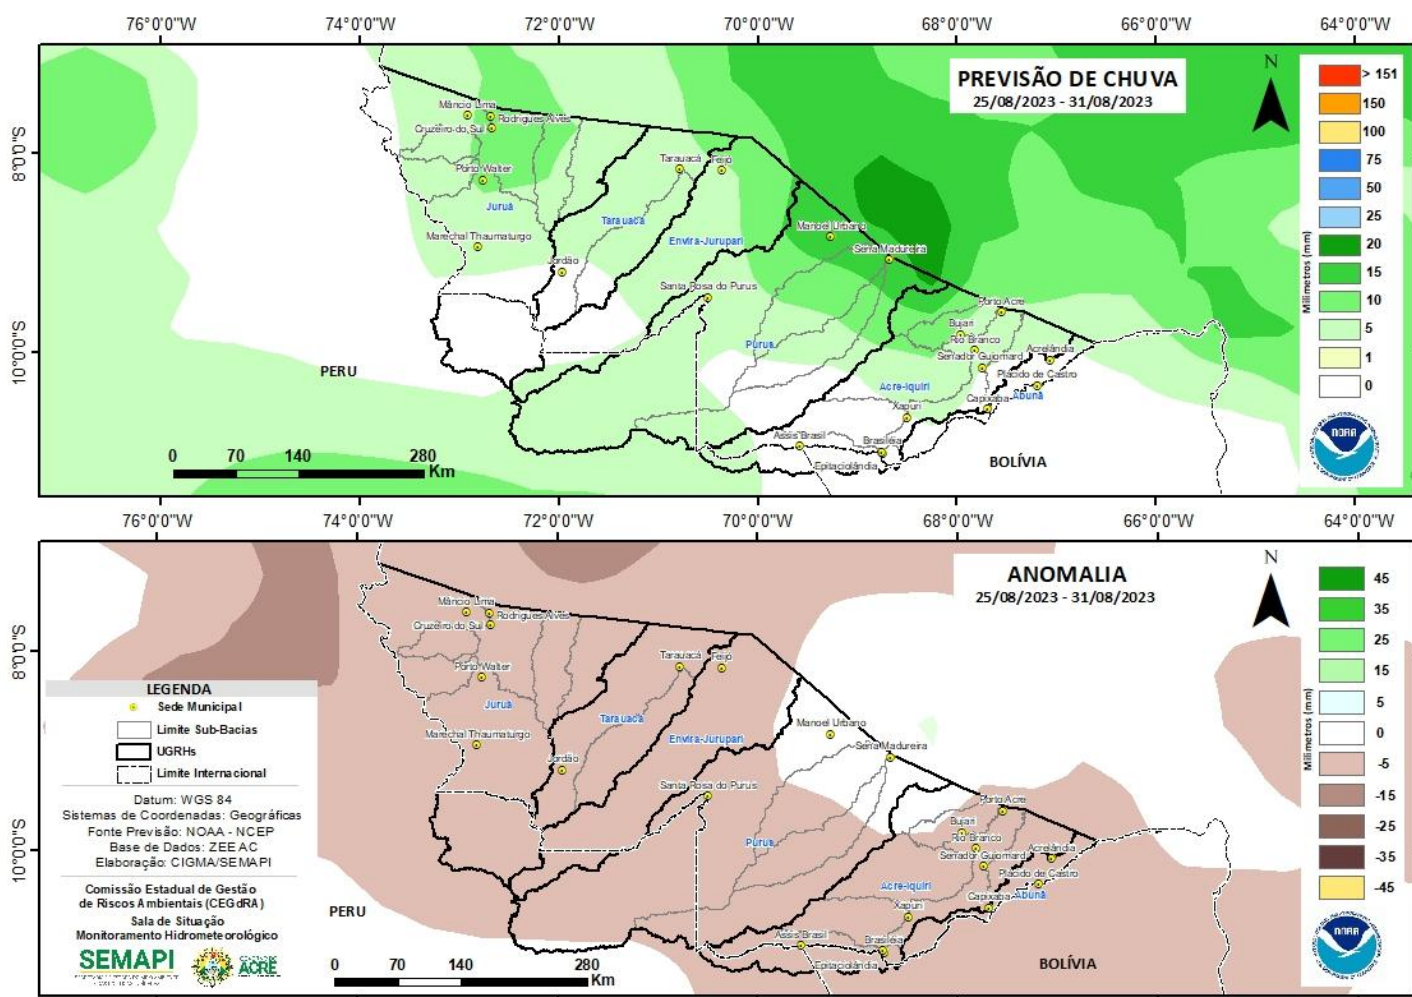 76°0'0"W 74°0'0"W 72°0'0"W 70°0'0"W 68°0'0"W 66°0'0"W 64°0'0"W
8°0'0"S
10°0'0"S
PREVISÃO DE CHUVA
25/08/2023 - 31/08/2023
N
> 151
150
100
75
50
25
20
15
10
5
1
0
Milímetros (mm)
Mâncio Lima
Rodrigues Alves
Cruzeiro do Sul
Porto Walter
Juruá
Marechal Thaumaturgo
Tarauacá
Feijó
Tarauacá
Envira-Jurupari
Jordão
Santa Rosa do Purus
Manoel Urbano
Sena Madureira
Purus
Porto Acre
Bujari
Rio Branco
Senador Guiomard
Acrelândia
Plácido de Castro
Acre-Iquiri
Capixaba
Abunã
Xapuri
Assis Brasil
Brasiléia
Epitaciolândia
PERU
BOLÍVIA
0 70 140 280
Km
NOAA
76°0'0"W 74°0'0"W 72°0'0"W 70°0'0"W 68°0'0"W 66°0'0"W 64°0'0"W
8°0'0"S
10°0'0"S
ANOMALIA
25/08/2023 - 31/08/2023
N
45
35
25
15
5
0
-5
-15
-25
-35
-45
Milímetros (mm)
Mâncio Lima
Rodrigues Alves
Cruzeiro do Sul
Porto Walter
Juruá
Marechal Thaumaturgo
Tarauacá
Feijó
Tarauacá
Envira-Jurupari
Jordão
Santa Rosa do Purus
Manoel Urbano
Sena Madureira
Purus
Porto Acre
Bujari
Rio Branco
Senador Guiomard
Acrelândia
Plácido de Castro
Acre-Iquiri
Capixaba
Abunã
Xapuri
Assis Brasil
Brasiléia
Epitaciolândia
PERU
BOLÍVIA
0 70 140 280
Km
NOAA
LEGENDA
Sede Municipal
Limite Sub-Bacias
UGRHs
Limite Internacional
Datum: WGS 84
Sistemas de Coordenadas: Geográficas
Fonte Previsão: NOAA - NCEP
Base de Dados: ZEE AC
Elaboração: CIGMA/SEMAPI
Comissão Estadual de Gestão
de Riscos Ambientais (CEGdRA)
Sala de Situação
Monitoramento Hidrometeorológico
SEMAPI
ACRE